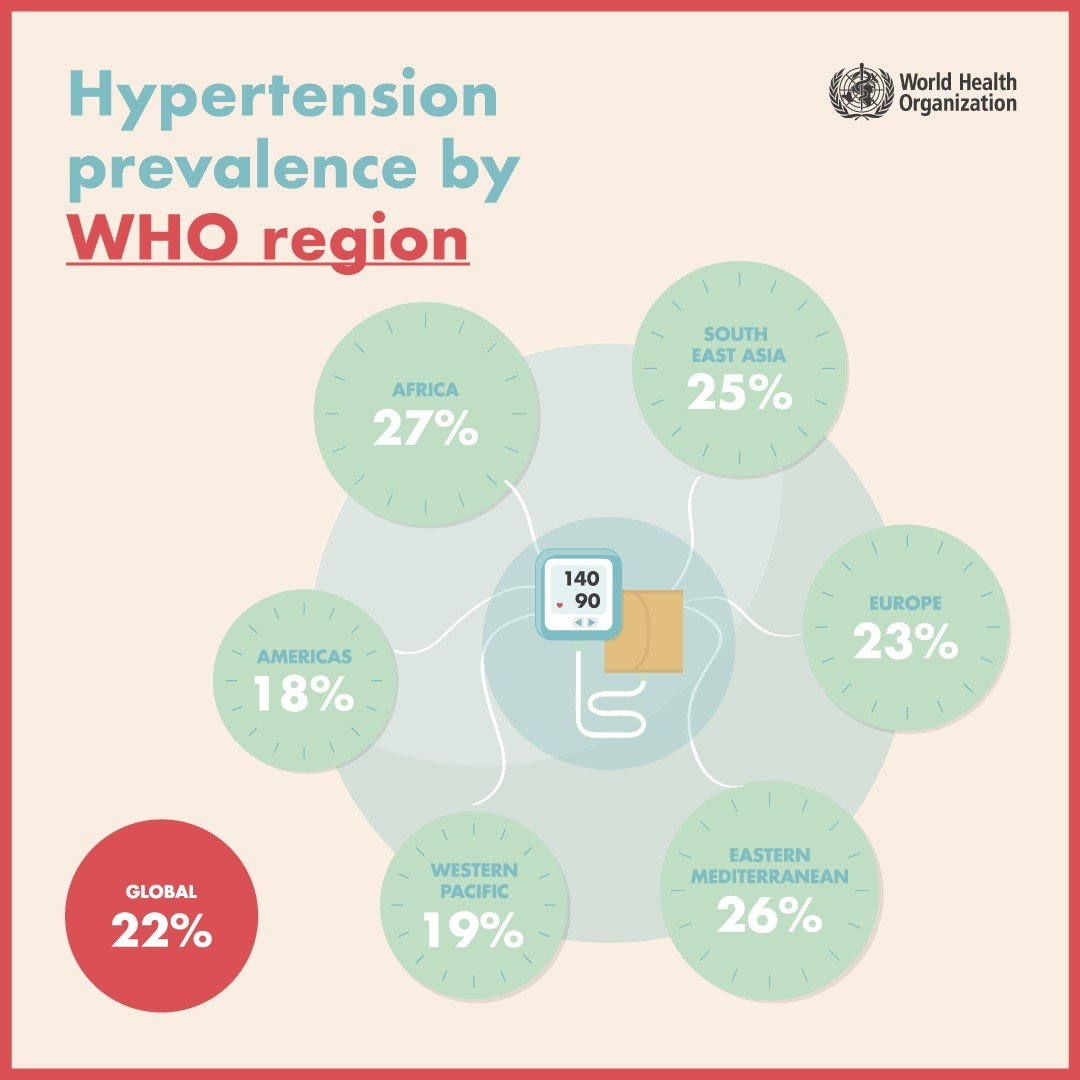 Hypertension
prevalence by
WHO region
World Health
Organization
AFRICA
27%
SOUTH
EAST ASIA
25%
140
90
EUROPE
23%
AMERICAS
18%
WESTERN
PACIFIC
19%
EASTERN
MEDITERRANEAN
26%
GLOBAL
22%